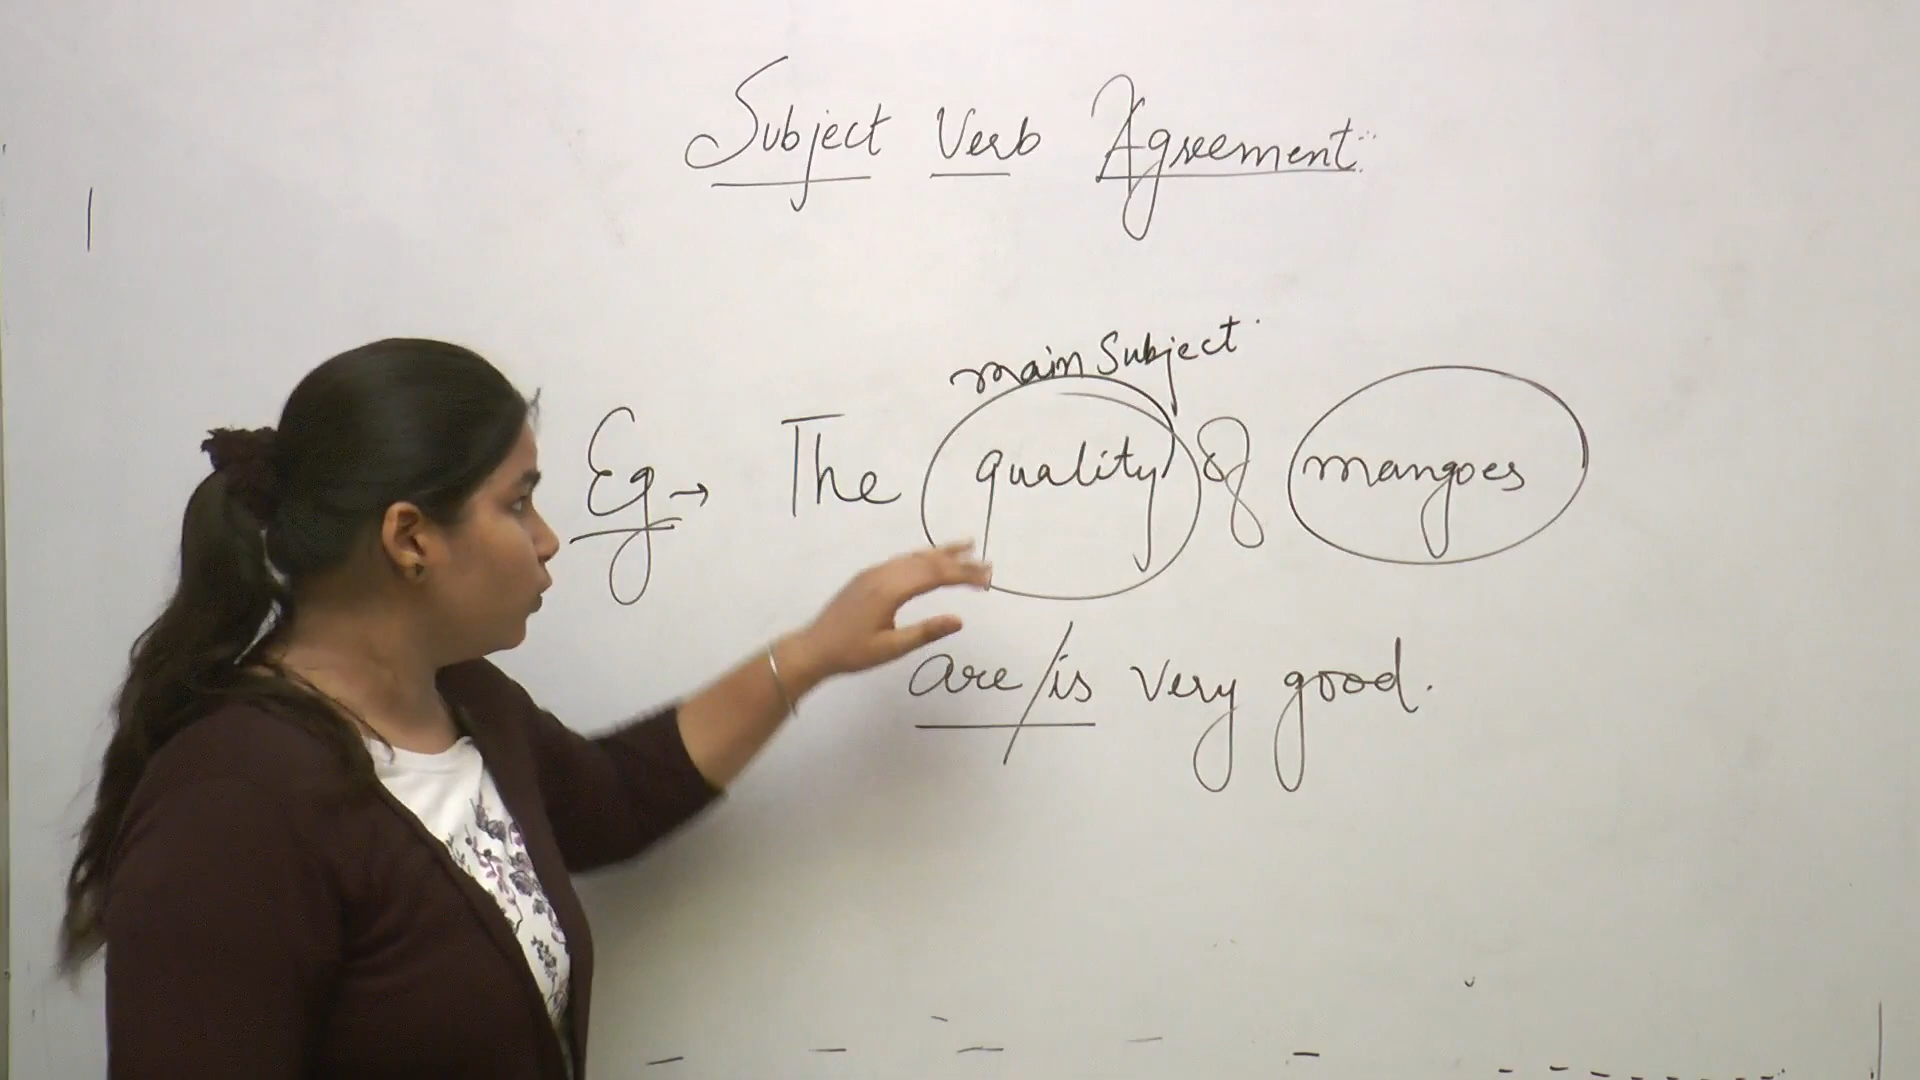 Subject Verb Agreement
main Subject
Eg → The quality of mangoes
are/is very good.